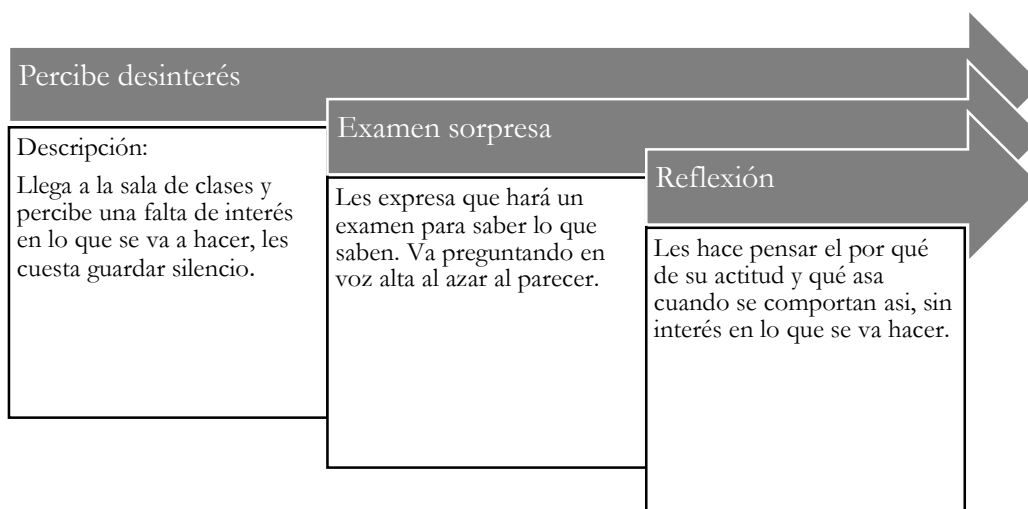 Percibe desinterés
Descripción:
Llega a la sala de clases y
percibe una falta de interés
en lo que se va a hacer, les
cuesta guardar silencio.
Examen sorpresa
Les expresa que hará un
examen para saber lo que
saben. Va preguntando en
voz alta al azar al parecer.
Reflexión
Les hace pensar el por qué
de su actitud y qué asa
cuando se comportan asi, sin
interés en lo que se va hacer.